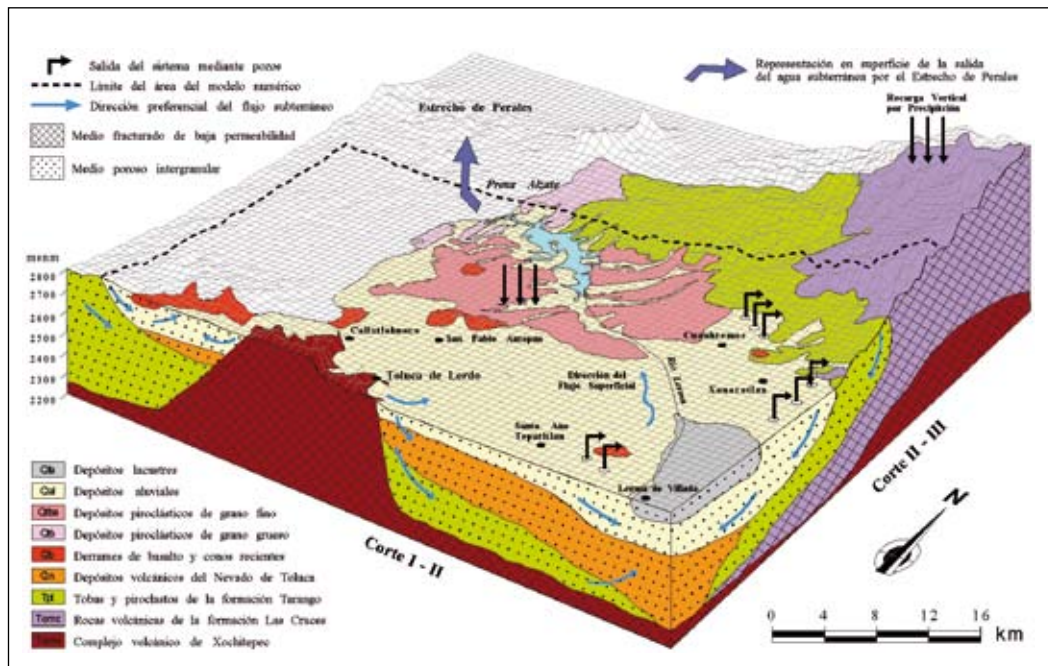 Salida del sistema mediante pozos
Límite del área del modelo numérico
Dirección preferencial del flujo subterráneo
Medio fracturado de baja permeabilidad
Medio poroso intergranular
Representación en superficie de la salida
del agua subterránea por el Estrecho de Perales
Recarga Vertical
por Precipitción
Estrecho de Perales
Presa Alzate
msnm
2800
2700
2600
2500
2400
2300
2200
Calixtlahuaca
San Pablo Autopan
Toluca de Lerdo
Dirección del
Flujo Superficial
Río Lerma
Xonacatlan
Santa Ana
Tepatitlan
Lerma de Villada
Corte I - II
Corte II - III
N
Depósitos lacustres
Qal Depósitos aluviales
Depósitos piroclásticos de grano fino
Depósitos piroclásticos de grano grueso
Derrames de basalto y conos recientes
Qn Depósitos volcánicos del Nevado de Toluca
Tpt Tobas y piroclastos de la formación Tarango
Rocas volcánicas de la formación Las Cruces
Complejo volcánico de Xochitepec
0 4 8 12 16
km